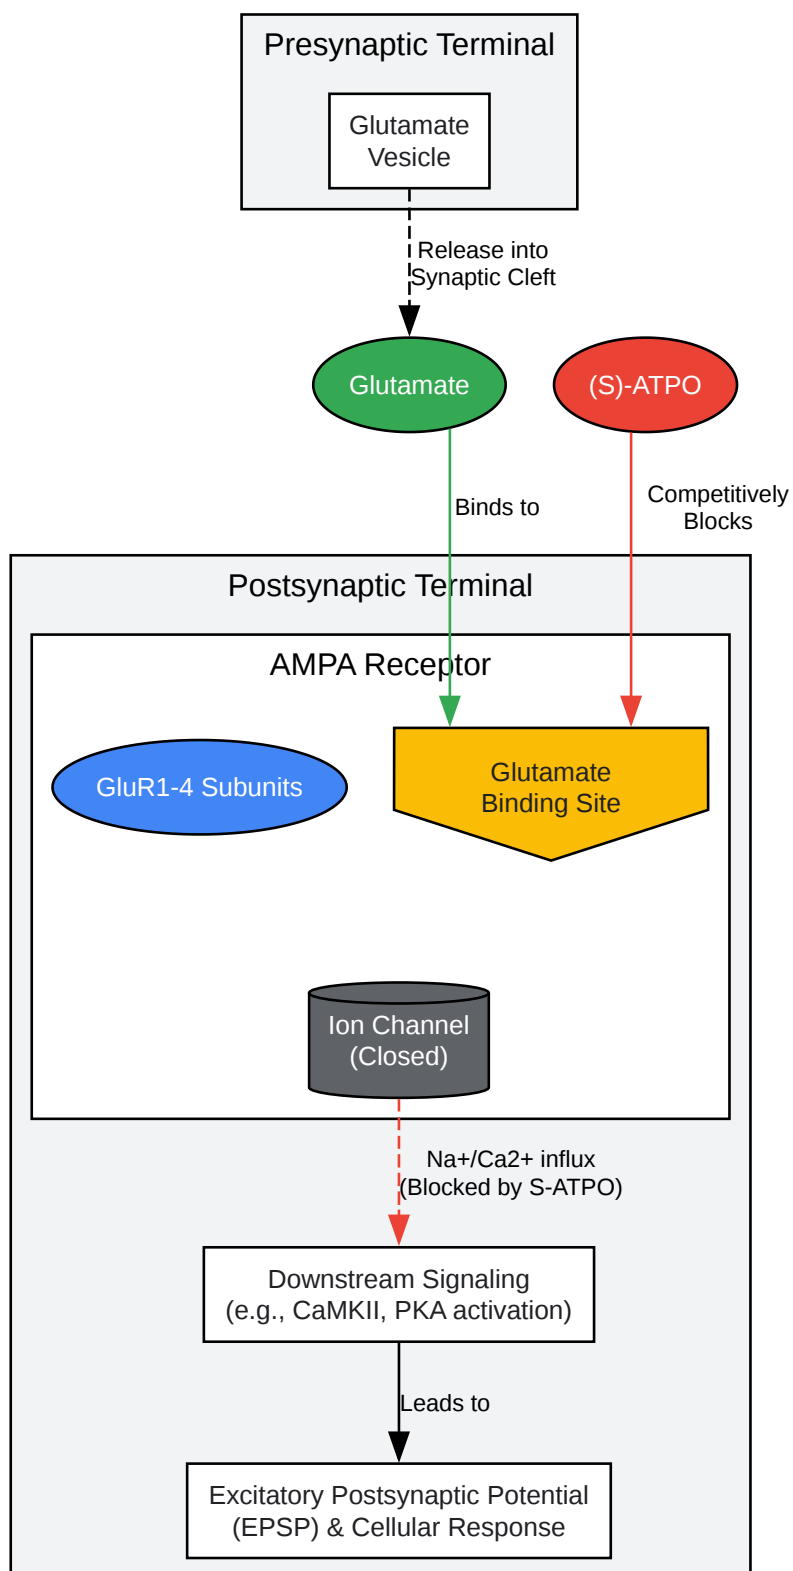 Presynaptic Terminal
Glutamate
Vesicle
Release into
Synaptic Cleft
Glutamate
(S)-ATPO
Binds to
Competitively
Blocks
Postsynaptic Terminal
AMPA Receptor
GluR1-4 Subunits
Glutamate
Binding Site
Ion Channel
(Closed)
Na+/Ca2+ influx
(Blocked by S-ATPO)
Downstream Signaling
(e.g., CaMKII, PKA activation)
Leads to
Excitatory Postsynaptic Potential
(EPSP) & Cellular Response